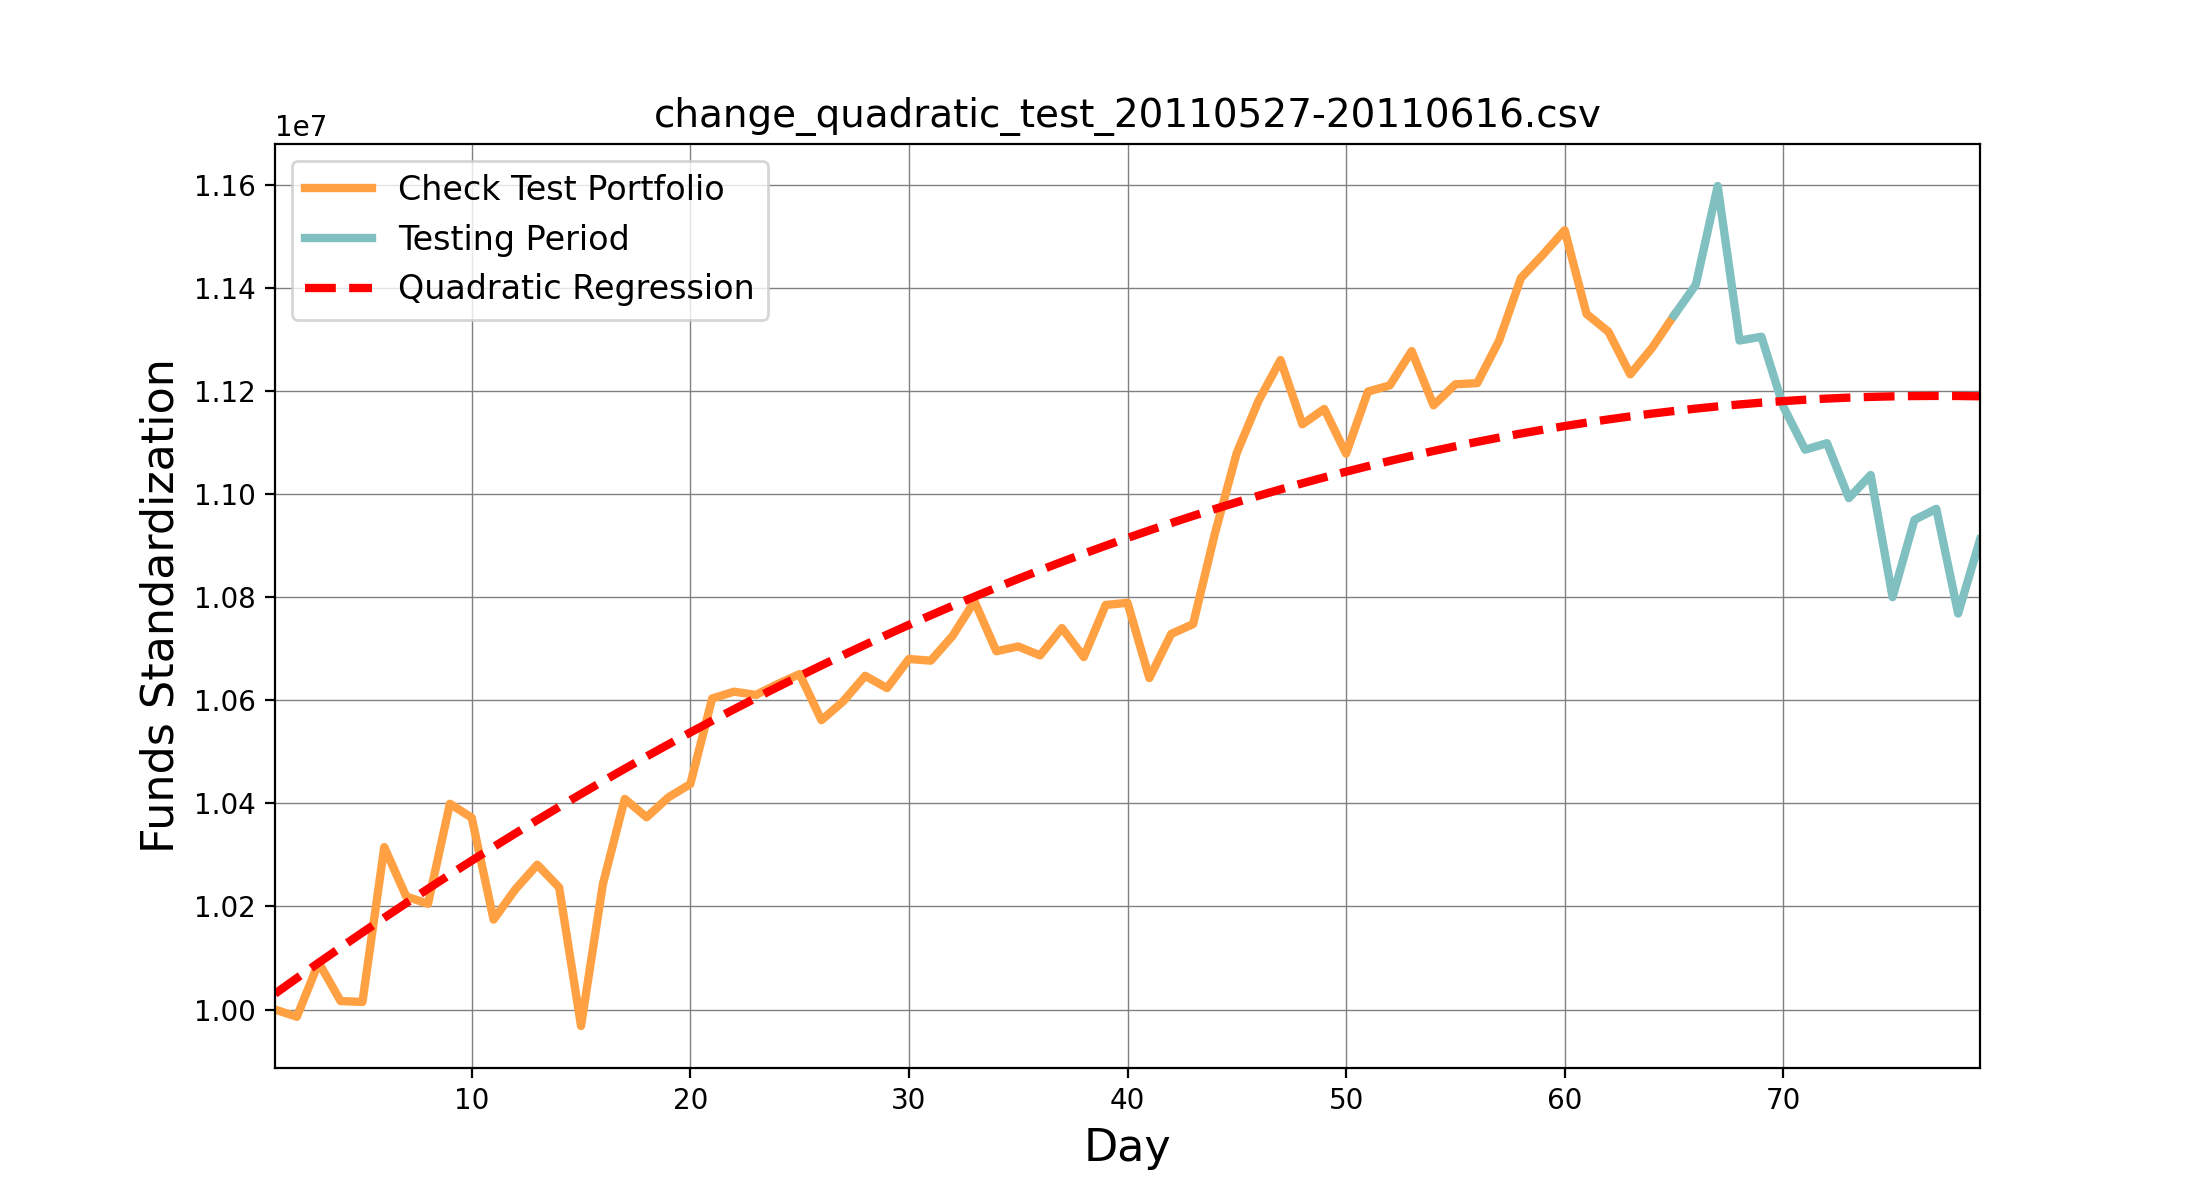 change_quadratic_test_20110527-20110616.csv
1e7
Check Test Portfolio
Testing Period
Quadratic Regression
1.16
1.14
1.12
1.10
1.08
1.06
1.04
1.02
1.00
Funds Standardization
10 20 30 40 50 60 70
Day